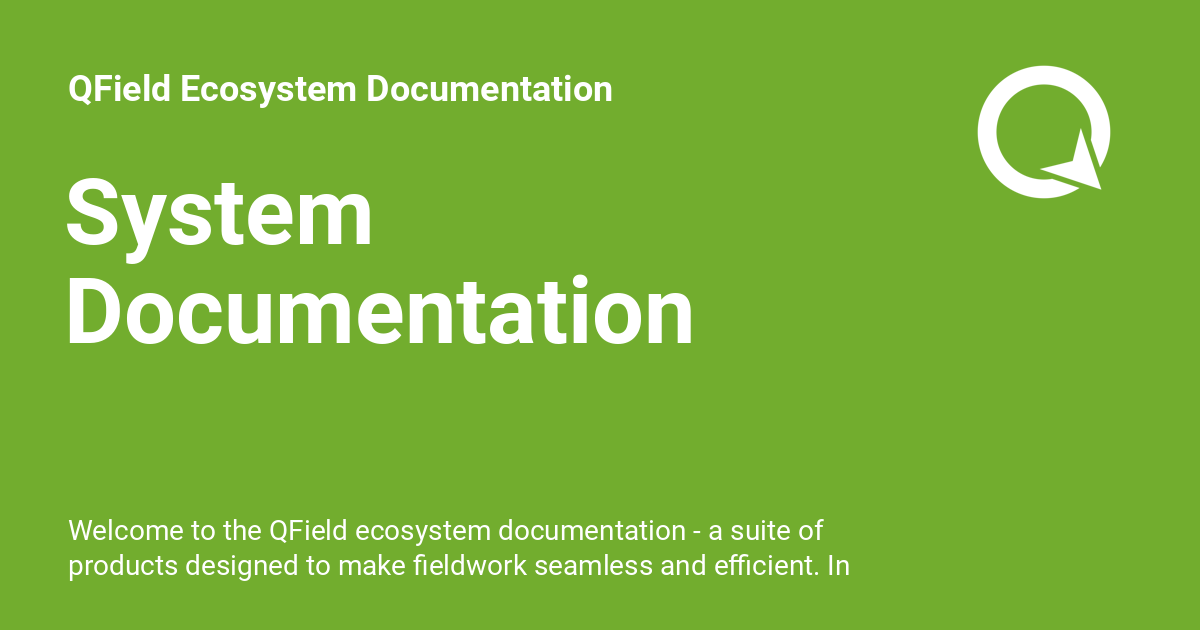 QField Ecosystem Documentation
System
Documentation
Welcome to the QField ecosystem documentation - a suite of
products designed to make fieldwork seamless and efficient. In